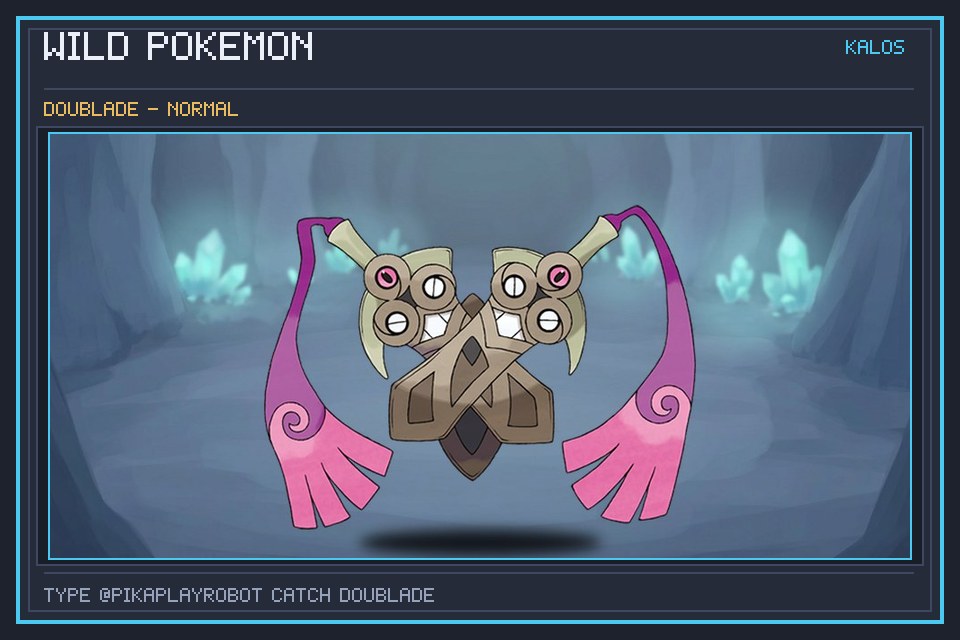 WILD POKEMON
KALOS
DOUBLADE - NORMAL
TYPE @PIKAPLAYROBOT CATCH DOUBLADE